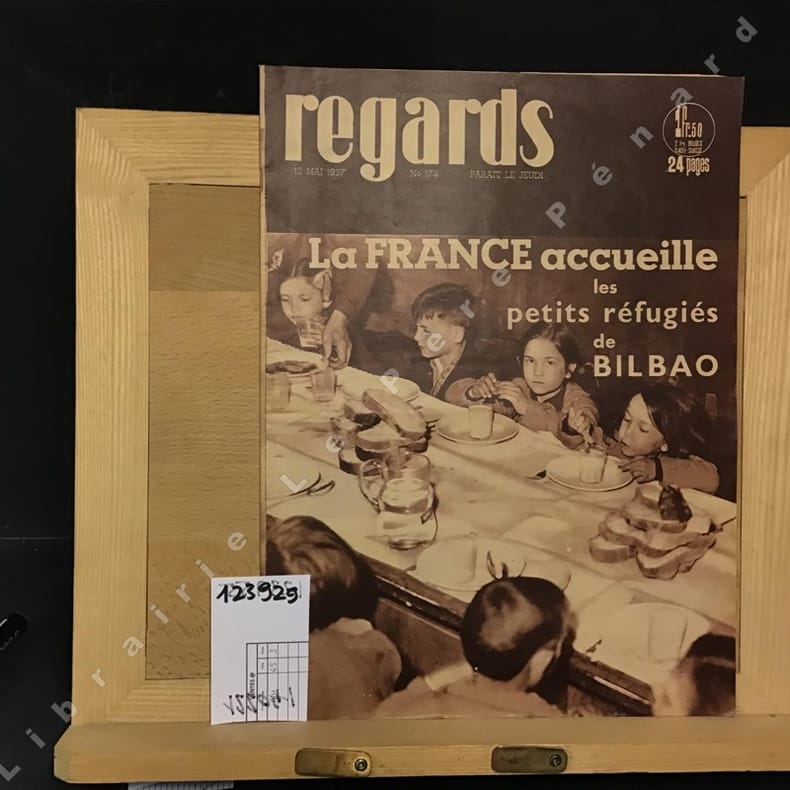 regards
13 MAI 1937 No 174 PARAIT LE JEUDI
1Fr.50
24 pages
La FRANCE accueille
les
petits réfugiés
de
BILBAO
123929
Librairie Le Père Pénard